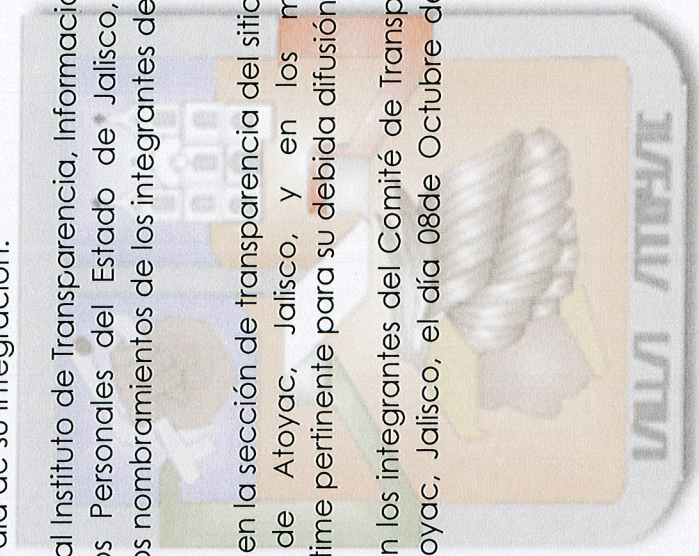 día de su integración.
al Instituto de Transparencia, Informació
os Personales del Estado de Jalisco,
os nombramientos de los integrantes de
en la sección de transparencia del sitio
de Atoyac, Jalisco, y en los m
time pertinente para su debida difusión
n los integrantes del Comité de Transp
oyac, Jalisco, el día 08de Octubre de